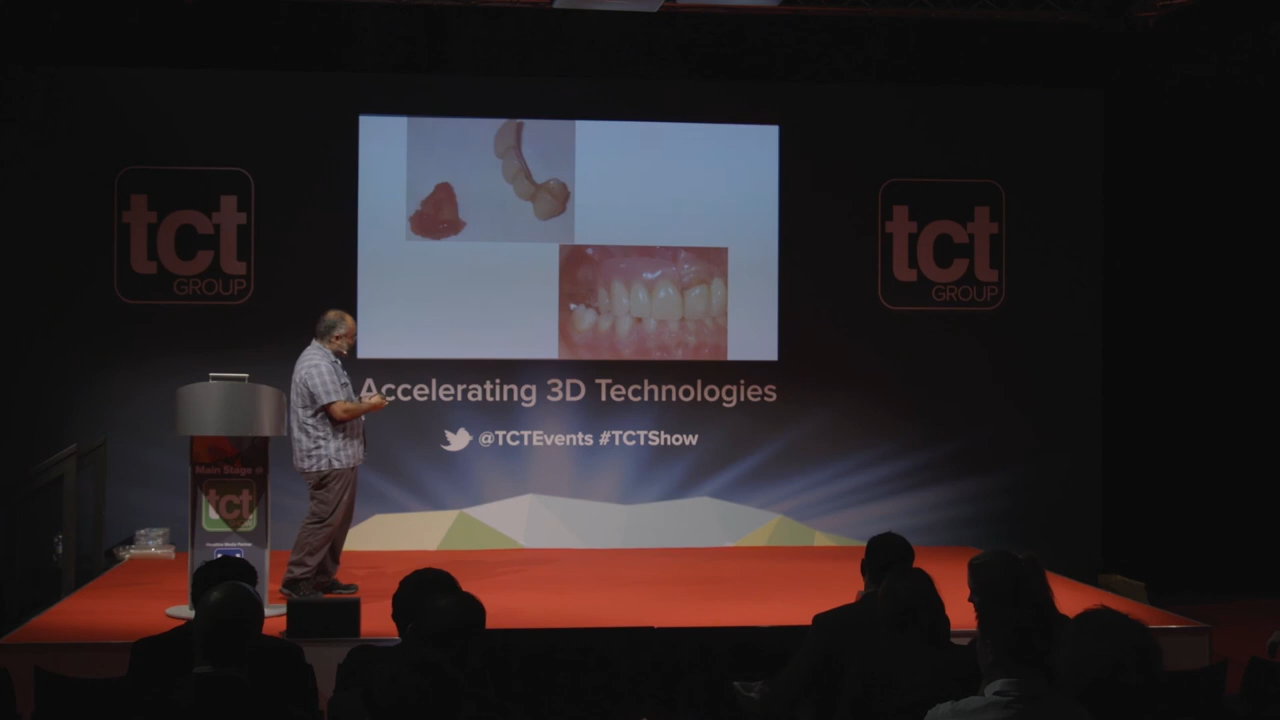 tct
GROUP
tct
GROUP
Accelerating 3D Technologies
@TCTEvents #TCTShow
Main Stage @
tct